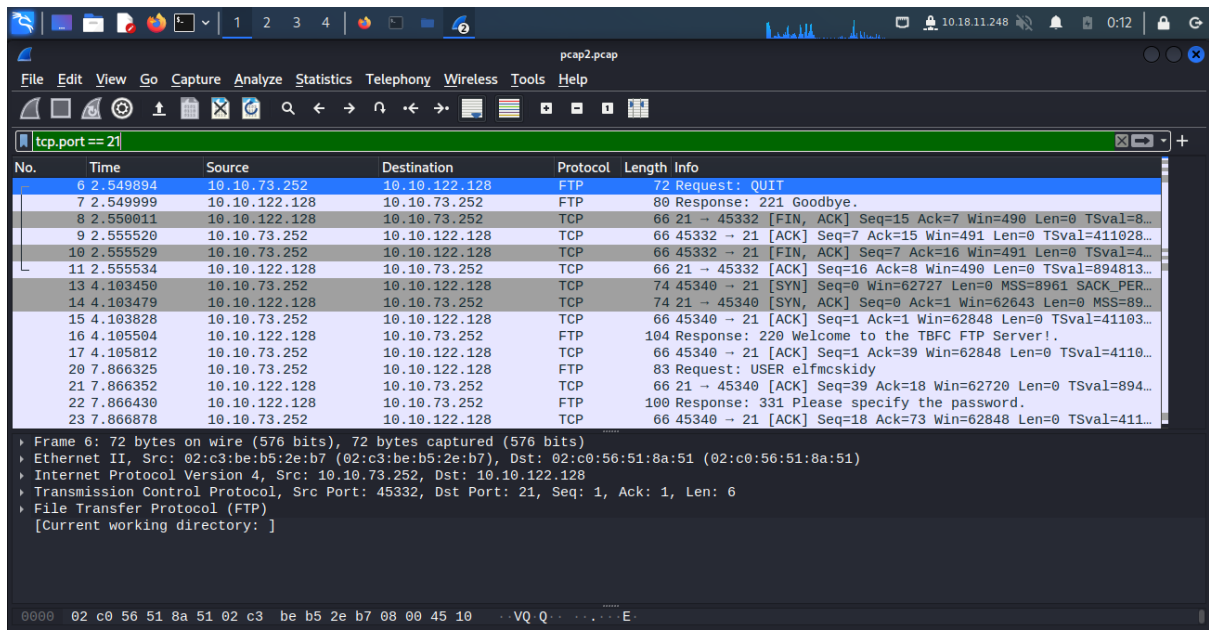 1 2 3 4 10.18.11.248 0:12
pcap2.pcap
File Edit View Go Capture Analyze Statistics Telephony Wireless Tools Help
tcp.port == 21
No. Time Source Destination Protocol Length Info
6 2.549894 10.10.73.252 10.10.122.128 FTP 72 Request: QUIT
7 2.549999 10.10.122.128 10.10.73.252 FTP 80 Response: 221 Goodbye.
8 2.550011 10.10.122.128 10.10.73.252 TCP 66 21 → 45332 [FIN, ACK] Seq=15 Ack=7 Win=490 Len=0 TSval=8…
9 2.555520 10.10.73.252 10.10.122.128 TCP 66 45332 → 21 [ACK] Seq=7 Ack=15 Win=491 Len=0 TSval=411028…
10 2.555529 10.10.73.252 10.10.122.128 TCP 66 45332 → 21 [FIN, ACK] Seq=7 Ack=16 Win=491 Len=0 TSval=4…
11 2.555534 10.10.122.128 10.10.73.252 TCP 66 21 → 45332 [ACK] Seq=16 Ack=8 Win=490 Len=0 TSval=894813…
13 4.103450 10.10.73.252 10.10.122.128 TCP 74 45340 → 21 [SYN] Seq=0 Win=62727 Len=0 MSS=8961 SACK_PER…
14 4.103479 10.10.122.128 10.10.73.252 TCP 74 21 → 45340 [SYN, ACK] Seq=0 Ack=1 Win=62643 Len=0 MSS=89…
15 4.103828 10.10.73.252 10.10.122.128 TCP 66 45340 → 21 [ACK] Seq=1 Ack=1 Win=62848 Len=0 TSval=41103…
16 4.105504 10.10.122.128 10.10.73.252 FTP 104 Response: 220 Welcome to the TBFC FTP Server!.
17 4.105812 10.10.73.252 10.10.122.128 TCP 66 45340 → 21 [ACK] Seq=1 Ack=39 Win=62848 Len=0 TSval=4110…
20 7.866325 10.10.73.252 10.10.122.128 FTP 83 Request: USER elfmcskidy
21 7.866352 10.10.122.128 10.10.73.252 TCP 66 21 → 45340 [ACK] Seq=39 Ack=18 Win=62720 Len=0 TSval=894…
22 7.866430 10.10.122.128 10.10.73.252 FTP 100 Response: 331 Please specify the password.
23 7.866878 10.10.73.252 10.10.122.128 TCP 66 45340 → 21 [ACK] Seq=18 Ack=73 Win=62848 Len=0 TSval=411…
Frame 6: 72 bytes on wire (576 bits), 72 bytes captured (576 bits)
Ethernet II, Src: 02:c3:be:b5:2e:b7 (02:c3:be:b5:2e:b7), Dst: 02:c0:56:51:8a:51 (02:c0:56:51:8a:51)
Internet Protocol Version 4, Src: 10.10.73.252, Dst: 10.10.122.128
Transmission Control Protocol, Src Port: 45332, Dst Port: 21, Seq: 1, Ack: 1, Len: 6
File Transfer Protocol (FTP)
[Current working directory: ]
0000 02 c0 56 51 8a 51 02 c3 be b5 2e b7 08 00 45 10 ··VQ·Q·· ··.···E·